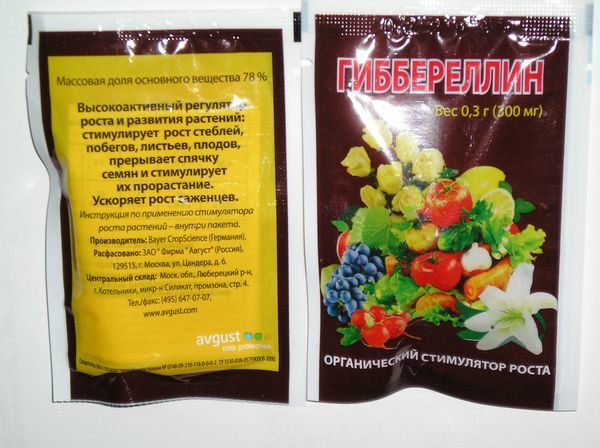 Массовая доля основного вещества 78 %
Высокоактивный регулятор
роста и развития растений:
стимулирует рост стеблей,
побегов, листьев, плодов,
прерывает спячку
семян и стимулирует
их прорастание.
Ускоряет рост саженцев.
Инструкция по применению стимулятора
роста растений – внутри пакета.
Производитель: Bayer CropScience (Германия).
Расфасовано: ЗАО " Фирма " Август" (Россия),
129515, г. Москва, ул. Цандера, д. 6.
Центральный склад: Моск. обл., Люберецкий р-н,
г. Котельники, мкр-н Силикат, промзона, стр. 4.
Тел./факс: (495) 647-07-07,
www.avgust.com
avgust
crop protection
ГИББЕРЕЛЛИН
Вес 0,3 г (300 мг)
ОРГАНИЧЕСКИЙ СТИМУЛЯТОР РОСТА